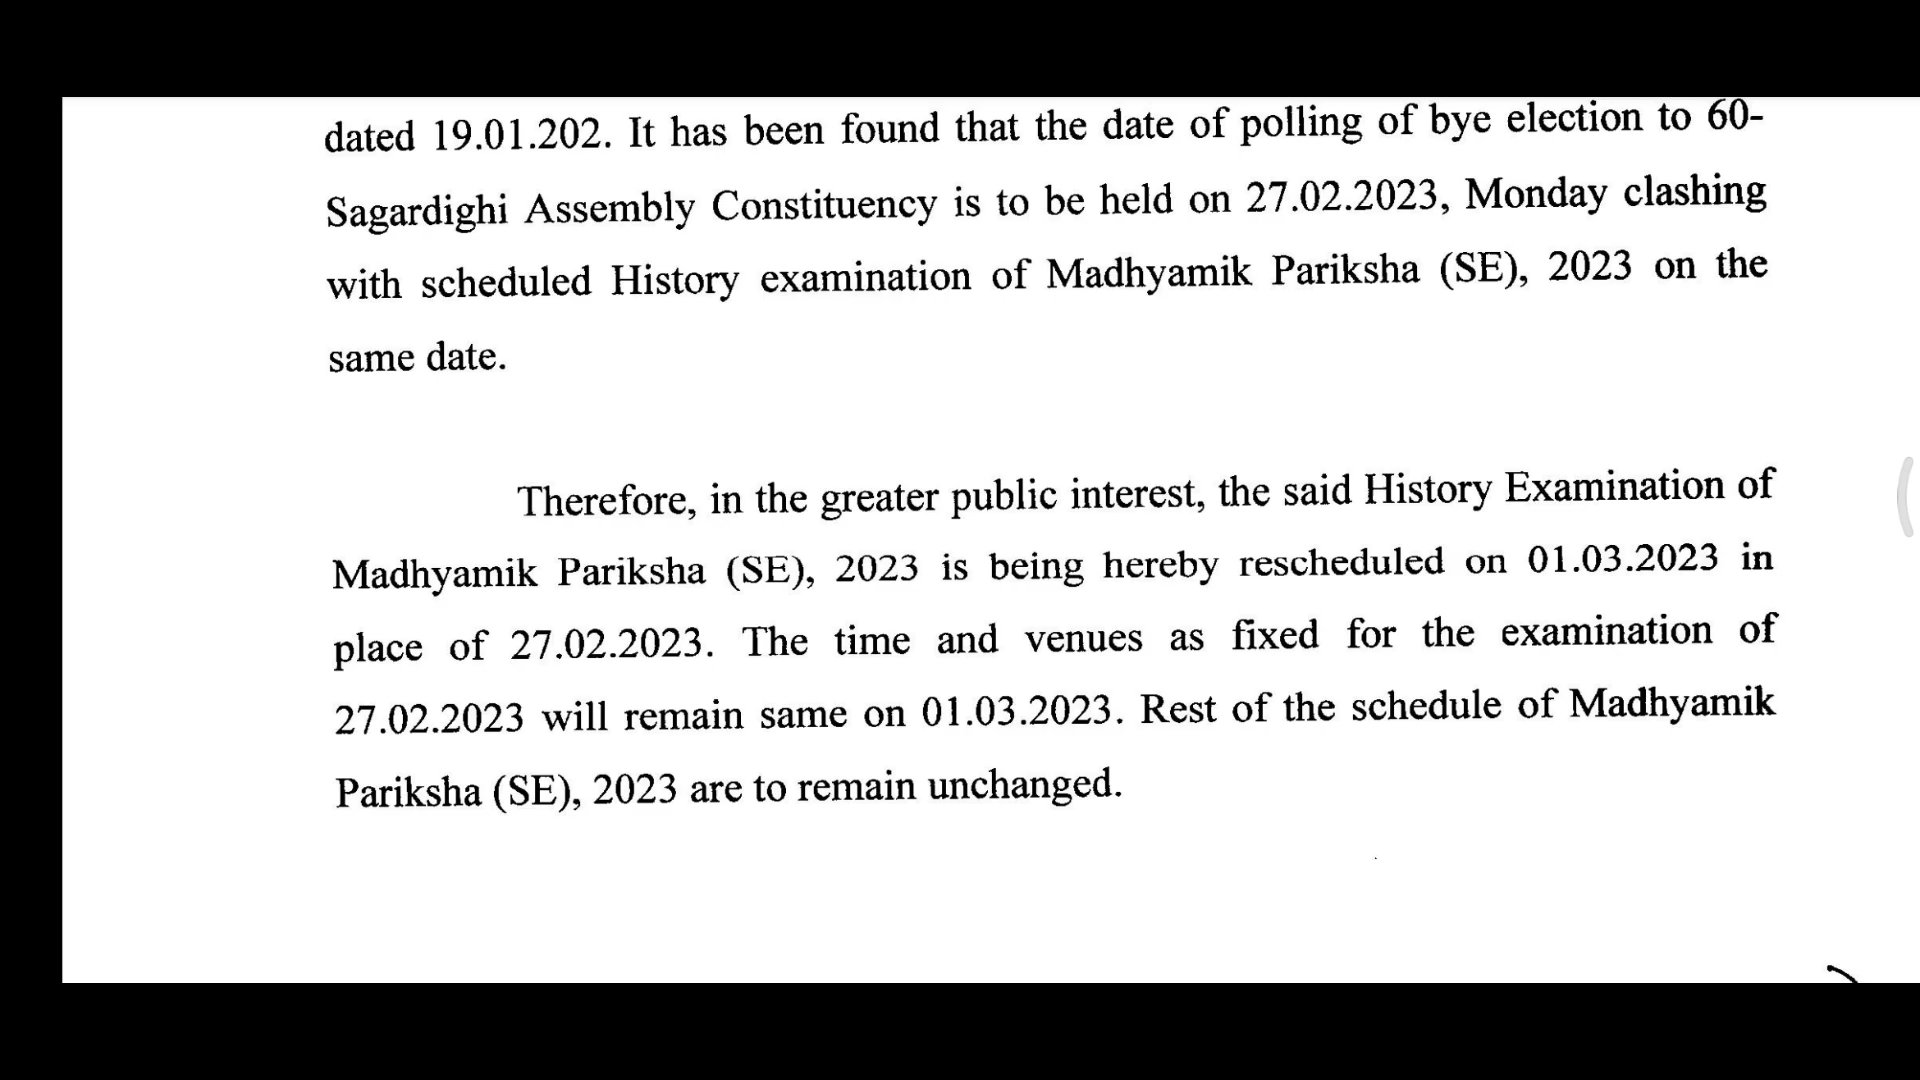 dated 19.01.202. It has been found that the date of polling of bye election to 60-
Sagardighi Assembly Constituency is to be held on 27.02.2023, Monday clashing
with scheduled History examination of Madhyamik Pariksha (SE), 2023 on the
same date.
Therefore, in the greater public interest, the said History Examination of
Madhyamik Pariksha (SE), 2023 is being hereby rescheduled on 01.03.2023 in
place of 27.02.2023. The time and venues as fixed for the examination of
27.02.2023 will remain same on 01.03.2023. Rest of the schedule of Madhyamik
Pariksha (SE), 2023 are to remain unchanged.